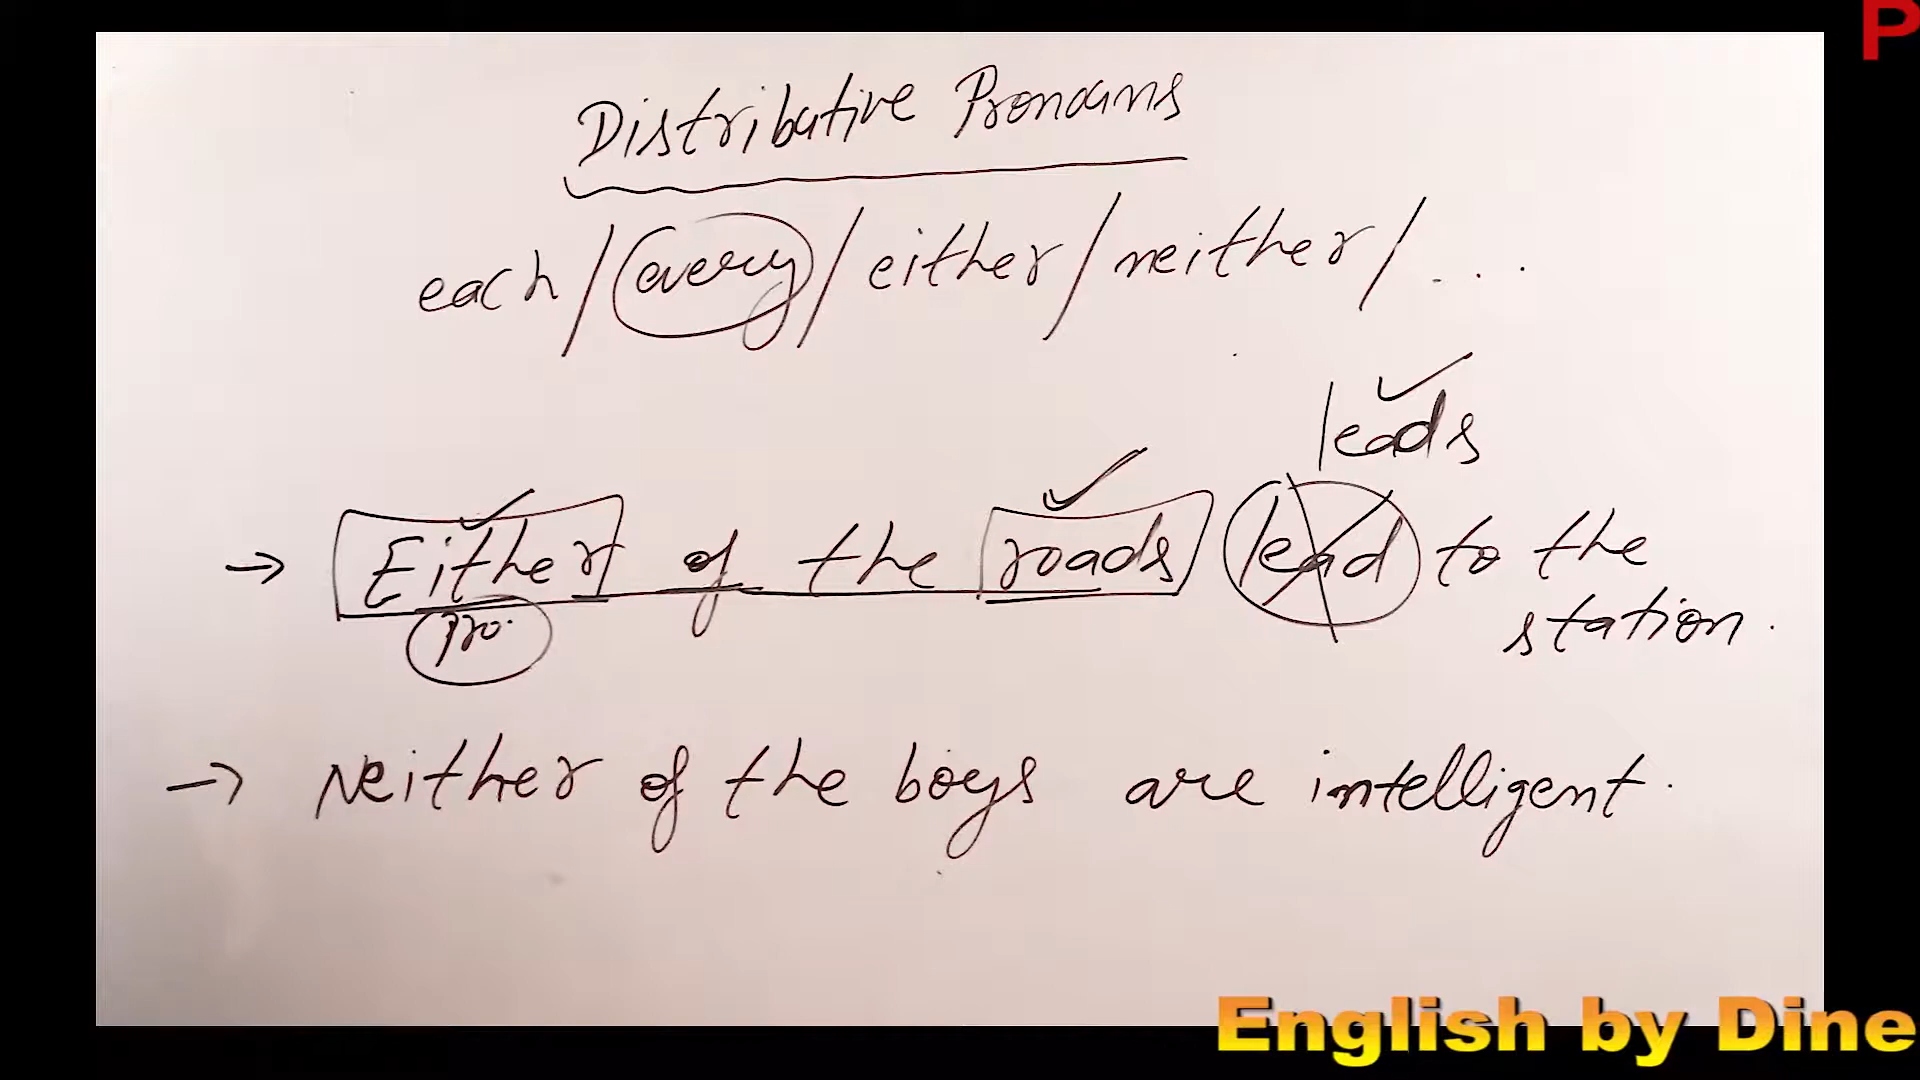 P
Distributive Pronouns
each / every / either / neither / ...
leads
→ Either of the roads lead to the
station.
pro.
→ Neither of the boys are intelligent.
English by Dine